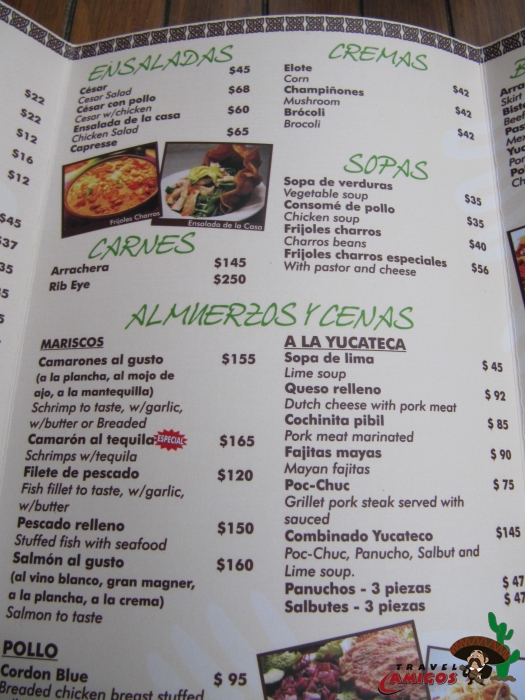 $22
$22
$12
$16
$12
$45
$37
ENSALADAS
César $45
Cesar Salad
César con pollo $68
Cesar w/chicken
Ensalada de la casa $60
Chicken Salad
Capresse $65
Frijoles Charros
Ensalada de la Casa
CARNES
Arrachera $145
Rib Eye $250
CREMAS
Elote
Corn $42
Champiñones
Mushroom $42
Brócoli
Brocoli $42
SOPAS
Sopa de verduras
Vegetable soup $35
Consomé de pollo
Chicken soup $35
Frijoles charros
Charros beans $40
Frijoles charros especiales
With pastor and cheese $56
ALMUERZOS Y CENAS
MARISCOS
Camarones al gusto $155
(a la plancha, al mojo de
ajo, a la mantequilla)
Schrimp to taste, w/garlic,
w/butter or Breaded
Camarón al tequila ESPECIAL $165
Schrimps w/tequila
Filete de pescado $120
Fish fillet to taste, w/garlic,
w/butter
Pescado relleno $150
Stuffed fish with seafood
Salmón al gusto $160
(al vino blanco, gran magner,
a la plancha, a la crema)
Salmon to taste
POLLO
Cordon Blue $ 95
Breaded chicken breast stuffed
A LA YUCATECA
Sopa de lima $ 45
Lime soup
Queso relleno $ 92
Dutch cheese with pork meat
Cochinita pibil $ 85
Pork meat marinated
Fajitas mayas $ 90
Mayan fajitas
Poc-Chuc $ 75
Grillet pork steak served with
sauced
Combinado Yucateco $145
Poc-Chuc, Panucho, Salbut and
Lime soup.
Panuchos - 3 piezas $ 47
Salbutes - 3 piezas $ 47
TRAVEL
AMIGOS